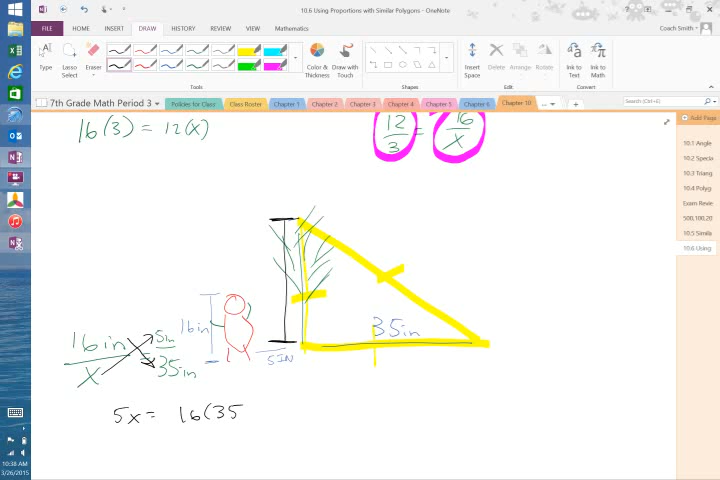 10.6 Using Proportions with Similar Polygons - OneNote
Coach Smith
FILE HOME INSERT DRAW HISTORY REVIEW VIEW Mathematics
Type
Lasso Select
Eraser
Color & Thickness
Draw with Touch
Insert Space
Delete
Arrange
Rotate
Ink to Text
Ink to Math
Tools
Shapes
Edit
Convert
7th Grade Math Period 3
Policies for Class
Class Roster
Chapter 1
Chapter 2
Chapter 3
Chapter 4
Chapter 5
Chapter 6
Chapter 10
Search (Ctrl+E)
Add Page
10.1 Angle
10.2 Specia
10.3 Triang
10.4 Polyg
Exam Revie
500,100,20
10.5 Simila
10.6 Using
16(3) = 12(x)
12/3 = 16/x
16in
5IN
35in
16in/x = 5in/35in
5x = 16(35
10:38 AM
3/26/2015